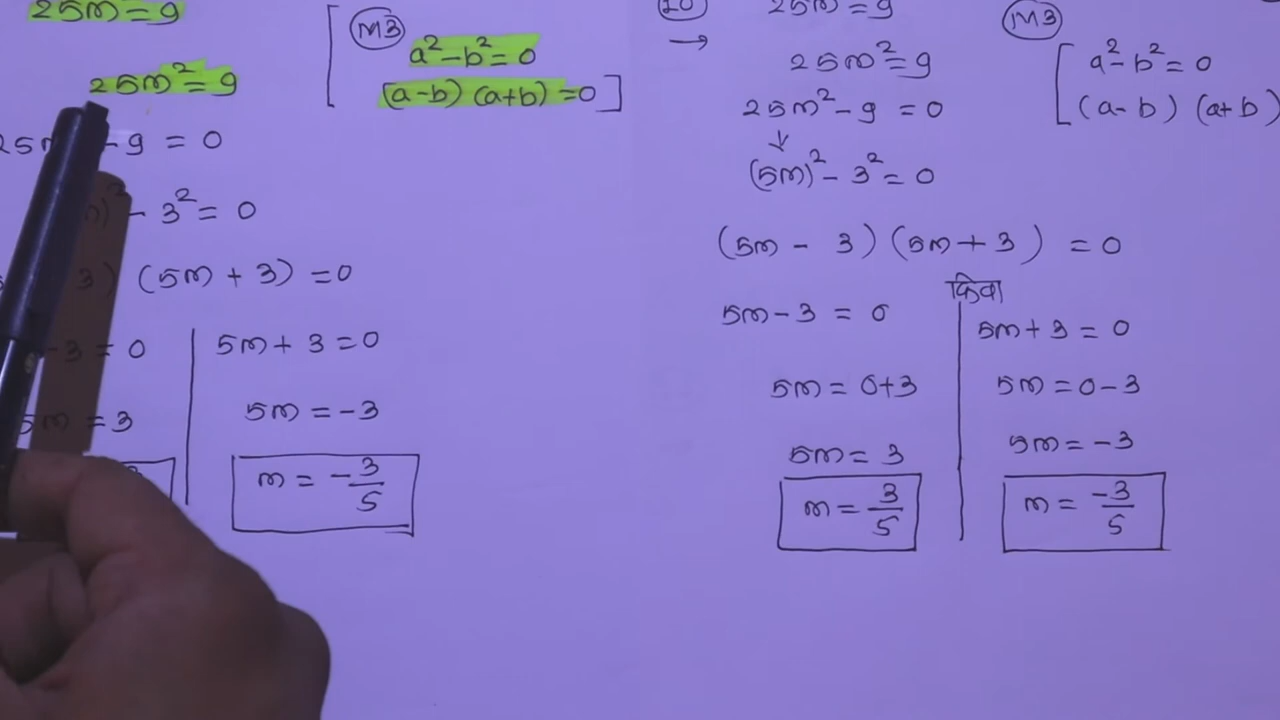 25m = 9
25m² = 9
- 9 = 0
- 3² = 0
3) (5m + 3) = 0
- 3 = 0
5m = 3
5m + 3 = 0
5m = -3
m = -3/5
M3
a² - b² = 0
(a-b) (a+b) = 0
25m² = 9
25m² - 9 = 0
(5m)² - 3² = 0
(5m - 3) (5m + 3) = 0
किंवा
5m - 3 = 0
5m = 0+3
5m = 3
m = 3/5
5m + 3 = 0
5m = 0 - 3
5m = -3
m = -3/5
M3
a² - b² = 0
(a - b) (a+b)